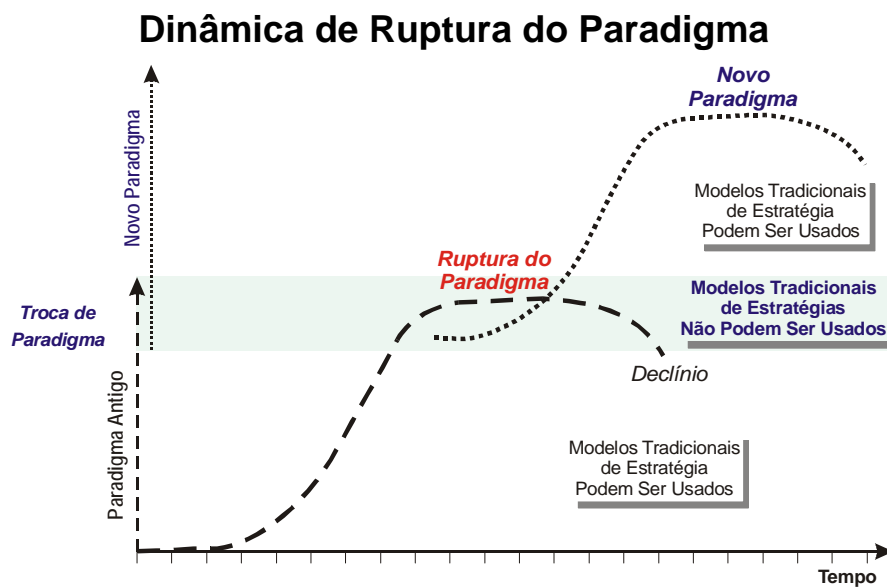 Dinâmica de Ruptura do Paradigma
Novo
Paradigma
Novo Paradigma
Modelos Tradicionais
de Estratégia
Podem Ser Usados
Ruptura do
Paradigma
Modelos Tradicionais
de Estratégias
Não Podem Ser Usados
Troca de
Paradigma
Declínio
Paradigma Antigo
Modelos Tradicionais
de Estratégia
Podem Ser Usados
Tempo